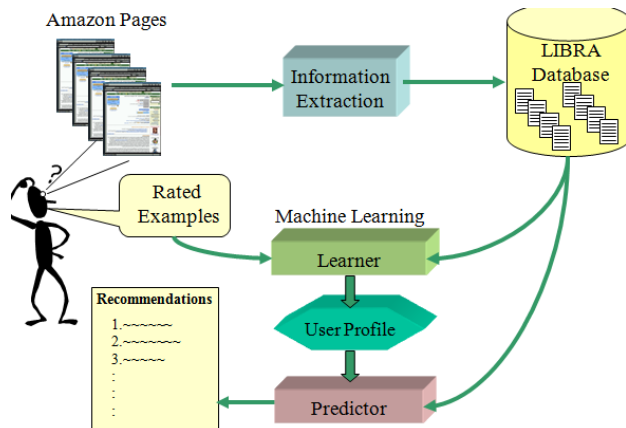 Amazon Pages
Information
Extraction
LIBRA
Database
?
Rated
Examples
Machine Learning
Learner
User Profile
Predictor
Recommendations
1.~~~~~~
2.~~~~~~~
3.~~~~~
:
:
: